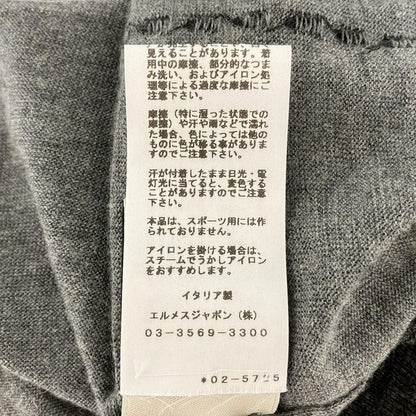 見えることがあります。着
用中の摩擦、部分的なつま
み洗い、およびアイロン処
理等による過度な摩擦にご
注意下さい。
摩擦（特に湿った状態での
摩擦）や汗や雨などで濡れ
た場合、色によっては他の
ものに色が移る事がありま
すのでご注意下さい。
汗が付着したまま日光・電
灯光に当てると、変色する
ことがありますのでご注意
下さい。
本品は、スポーツ用には作
られておりません。
アイロンを掛ける場合は、
スチームでうかしアイロン
をおすすめします。
イタリア製
エルメスジャポン（株）
03-3569-3300
*02-5725